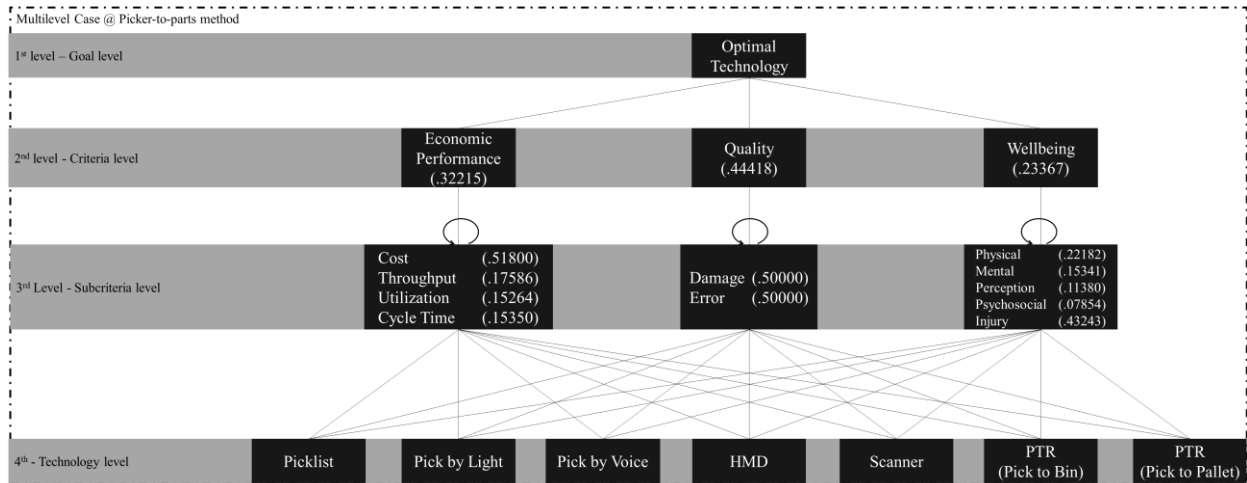 Multilevel Case @ Picker-to-parts method
1st level – Goal level
Optimal
Technology
2nd level - Criteria level
Economic
Performance
(.32215)
Quality
(.44418)
Wellbeing
(.23367)
3rd Level - Subcriteria level
Cost (.51800)
Throughput (.17586)
Utilization (.15264)
Cycle Time (.15350)
Damage (.50000)
Error (.50000)
Physical (.22182)
Mental (.15341)
Perception (.11380)
Psychosocial (.07854)
Injury (.43243)
4th - Technology level
Picklist
Pick by Light
Pick by Voice
HMD
Scanner
PTR
(Pick to Bin)
PTR
(Pick to Pallet)